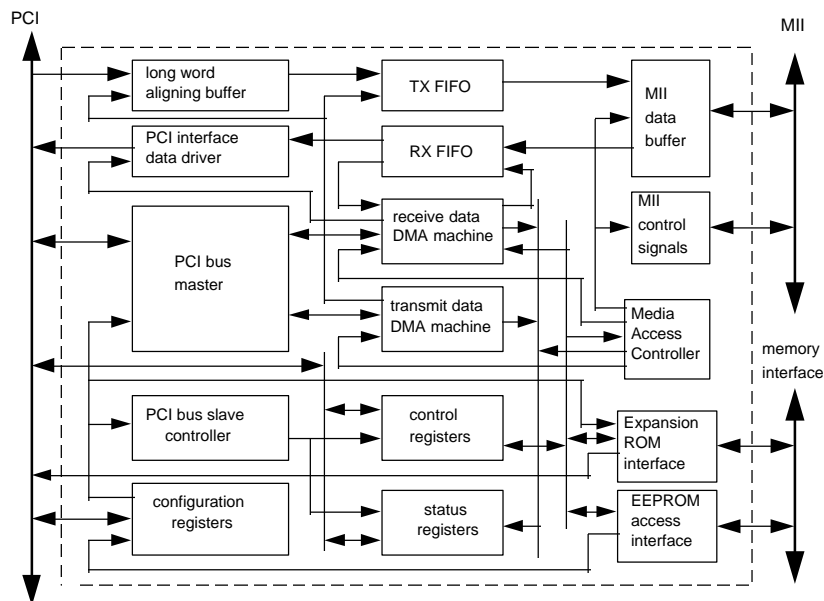 PCI
MII
long word
aligning buffer
TX FIFO
MII
data
buffer
PCI interface
data driver
RX FIFO
receive data
DMA machine
MII
control
signals
PCI bus
master
transmit data
DMA machine
Media
Access
Controller
memory
interface
PCI bus slave
controller
control
registers
Expansion
ROM
interface
configuration
registers
status
registers
EEPROM
access
interface